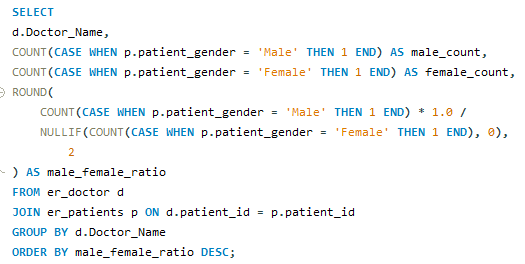 SELECT
d.Doctor_Name,
COUNT(CASE WHEN p.patient_gender = 'Male' THEN 1 END) AS male_count,
COUNT(CASE WHEN p.patient_gender = 'Female' THEN 1 END) AS female_count,
ROUND(
    COUNT(CASE WHEN p.patient_gender = 'Male' THEN 1 END) * 1.0 /
    NULLIF(COUNT(CASE WHEN p.patient_gender = 'Female' THEN 1 END), 0),
        2
) AS male_female_ratio
FROM er_doctor d
JOIN er_patients p ON d.patient_id = p.patient_id
GROUP BY d.Doctor_Name
ORDER BY male_female_ratio DESC;